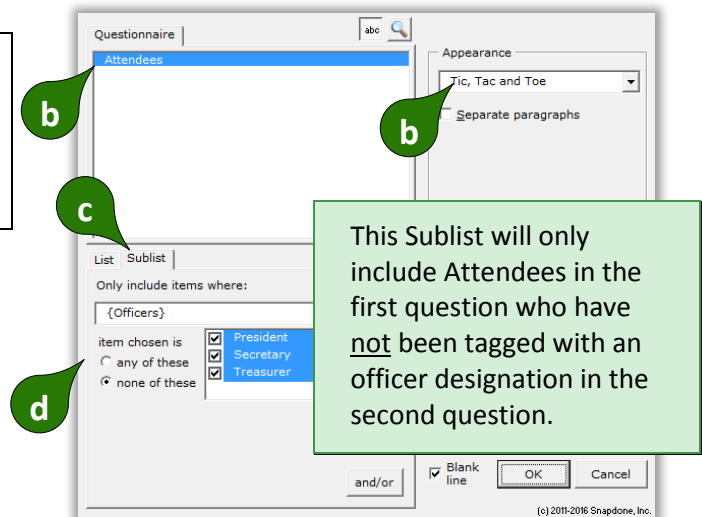 Questionnaire
abc
Attendees
b
Appearance
Tic, Tac and Toe
b
Separate paragraphs
c
List Sublist
Only include items where:
{Officers}
item chosen is
any of these
none of these
President
Secretary
Treasurer
d
This Sublist will only
include Attendees in the
first question who have
not been tagged with an
officer designation in the
second question.
and/or
Blank
line
OK
Cancel
(c) 2011-2016 Snapdone, Inc.